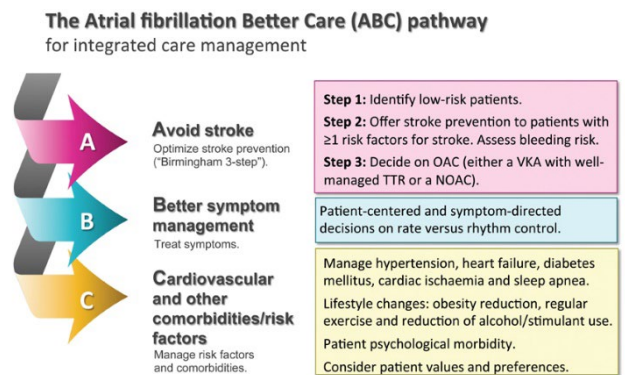 The Atrial fibrillation Better Care (ABC) pathway
for integrated care management
A
Avoid stroke
Optimize stroke prevention
("Birmingham 3-step").
Step 1: Identify low-risk patients.
Step 2: Offer stroke prevention to patients with
≥1 risk factors for stroke. Assess bleeding risk.
Step 3: Decide on OAC (either a VKA with well-
managed TTR or a NOAC).
B
Better symptom
management
Treat symptoms.
Patient-centered and symptom-directed
decisions on rate versus rhythm control.
C
Cardiovascular
and other
comorbidities/risk
factors
Manage risk factors
and comorbidities.
Manage hypertension, heart failure, diabetes
mellitus, cardiac ischaemia and sleep apnea.
Lifestyle changes: obesity reduction, regular
exercise and reduction of alcohol/stimulant use.
Patient psychological morbidity.
Consider patient values and preferences.